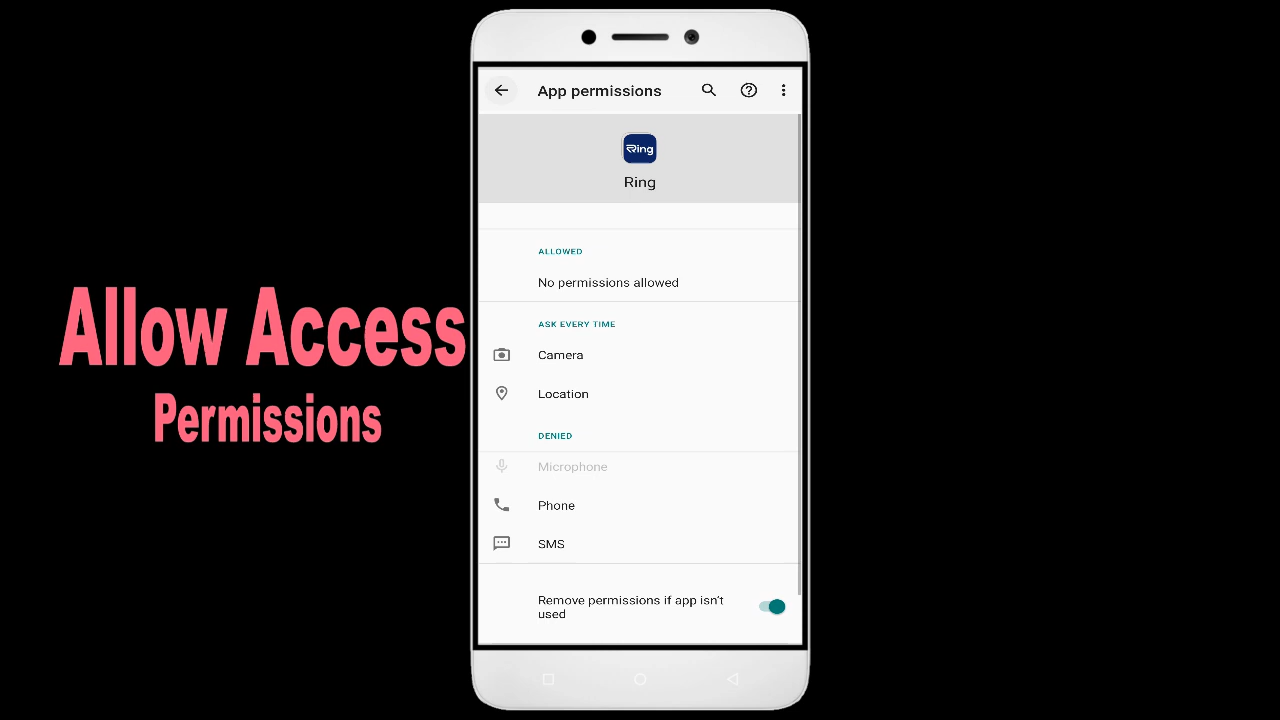 App permissions
Ring
Ring
ALLOWED
No permissions allowed
ASK EVERY TIME
Camera
Location
DENIED
Microphone
Phone
SMS
Remove permissions if app isn't
used
Allow Access
Permissions